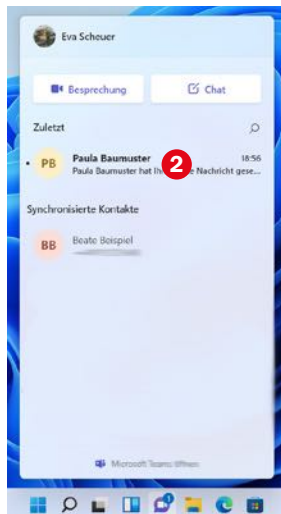 Eva Scheuer
Besprechung
Chat
Zuletzt
PB
Paula Baumuster
18:56
Paula Baumuster hat Nachricht gese...
2
Synchronisierte Kontakte
BB
Beate Beispiel
Microsoft Teams öffnen